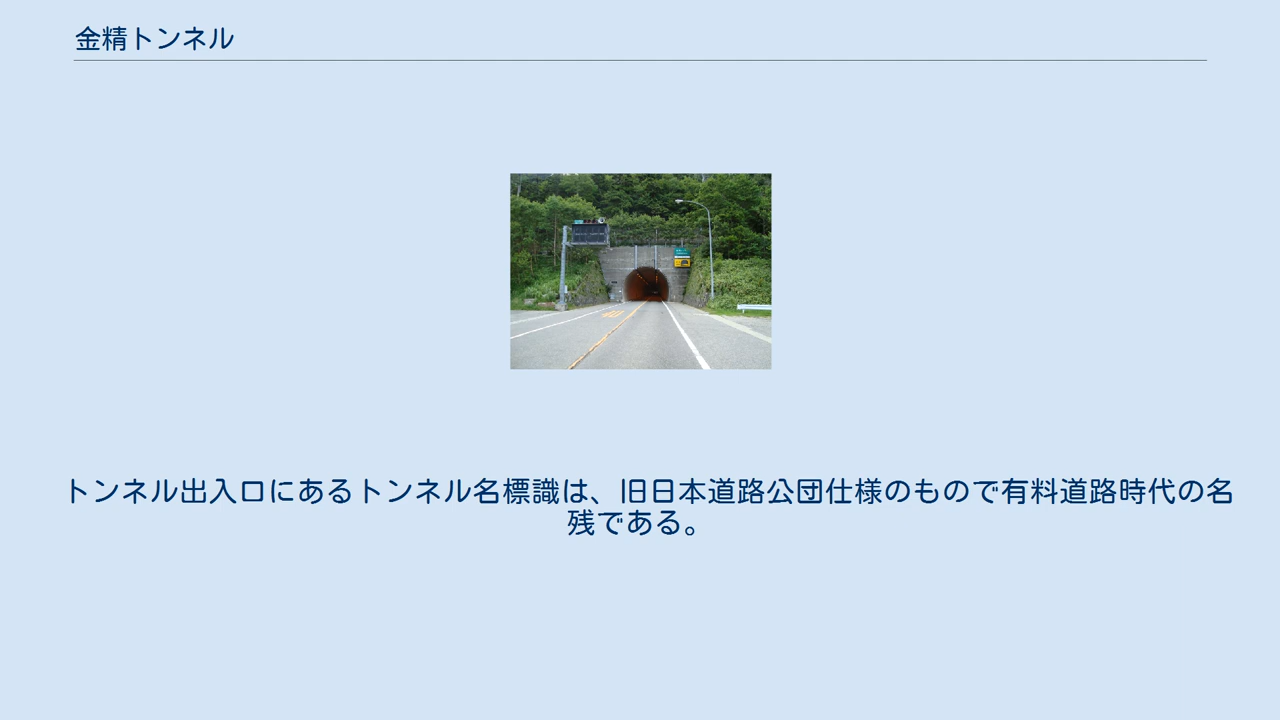 金精トンネル
トンネル出入口にあるトンネル名標識は、旧日本道路公団仕様のもので有料道路時代の名
残である。